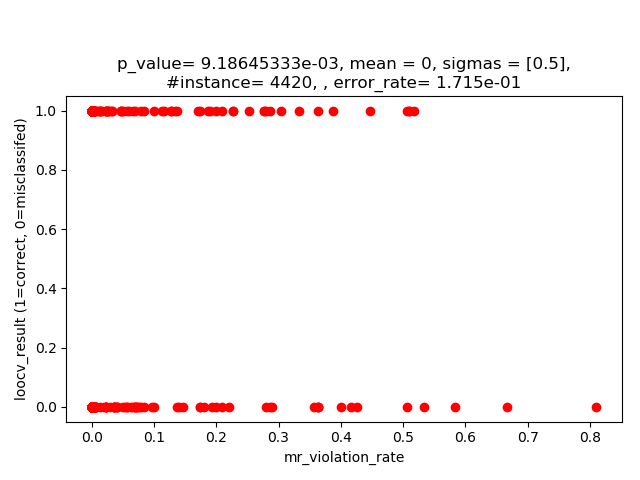 p_value= 9.18645333e-03, mean = 0, sigmas = [0.5],
#instance= 4420, , error_rate= 1.715e-01
1.0
0.8
0.6
0.4
0.2
0.0
loocv_result (1=correct, 0=misclassifed)
0.0 0.1 0.2 0.3 0.4 0.5 0.6 0.7 0.8
mr_violation_rate